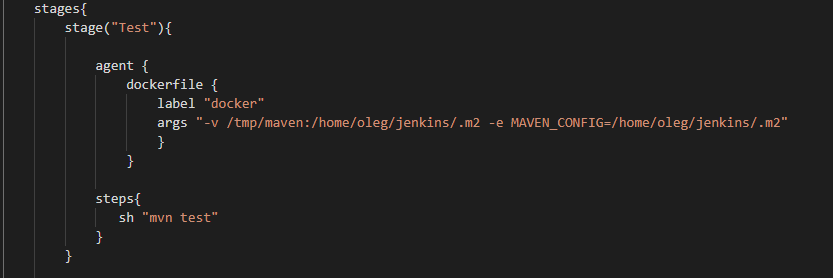 stages{
stage("Test"){
agent {
dockerfile {
label "docker"
args "-v /tmp/maven:/home/oleg/jenkins/.m2 -e MAVEN_CONFIG=/home/oleg/jenkins/.m2"
}
}
steps{
sh "mvn test"
}
}